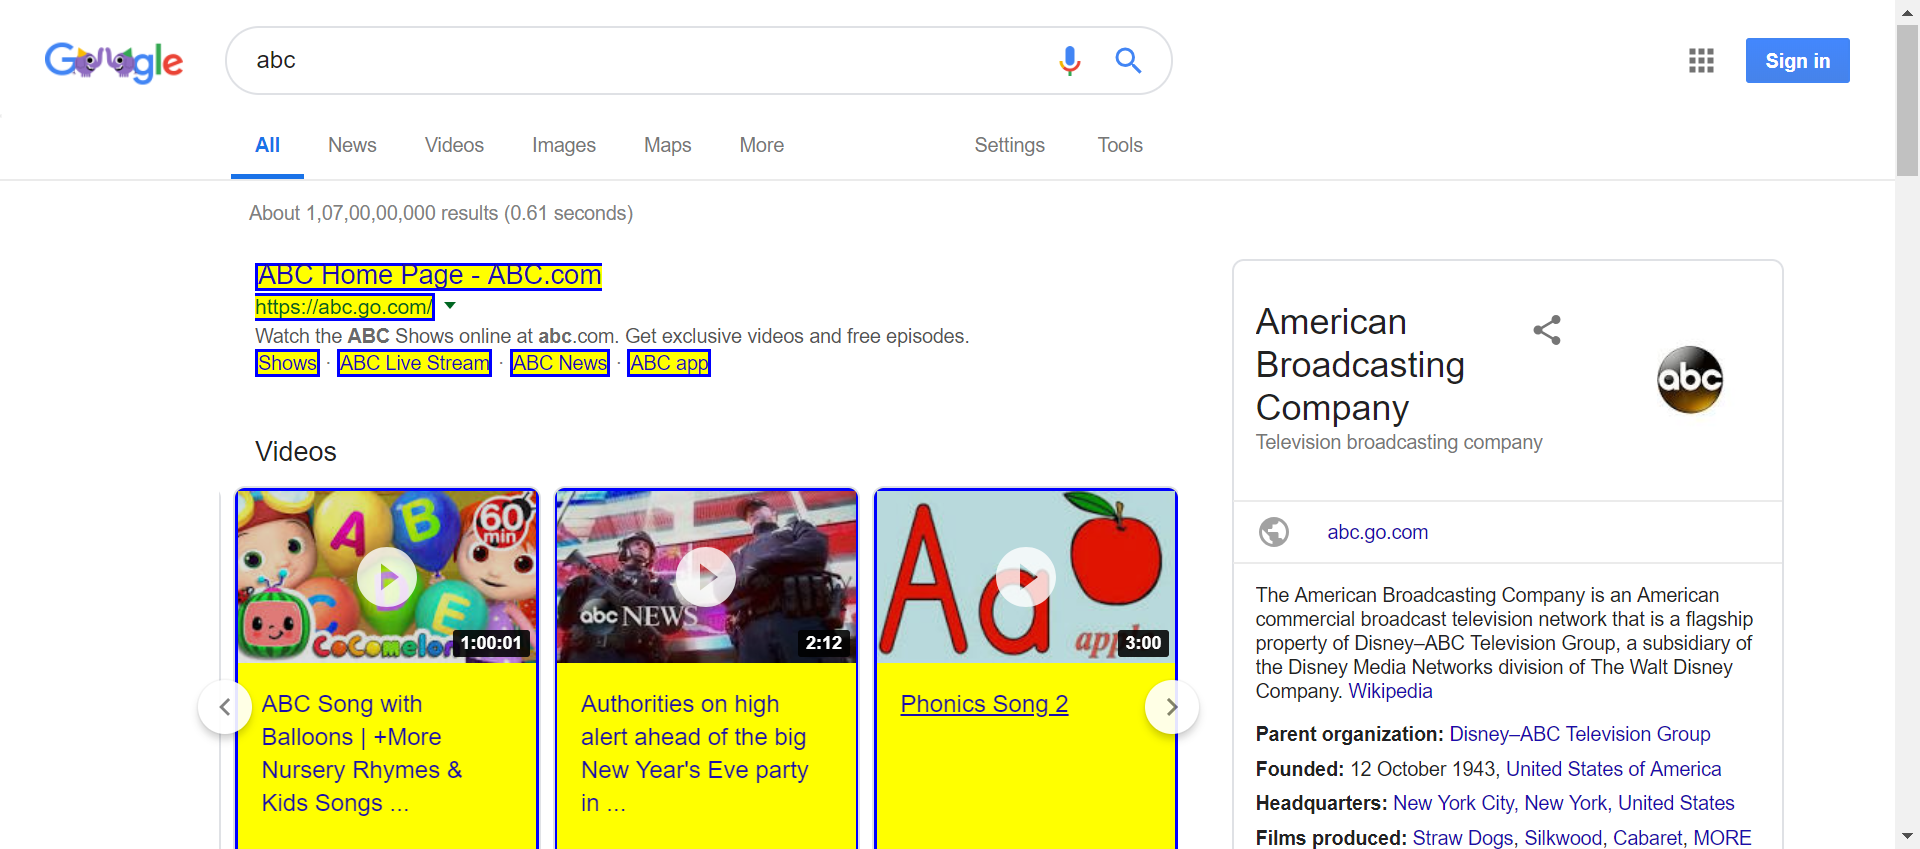 Google
abc
Sign in
All News Videos Images Maps More Settings Tools
About 1,07,00,00,000 results (0.61 seconds)
ABC Home Page - ABC.com
https://abc.go.com/
Watch the ABC Shows online at abc.com. Get exclusive videos and free episodes.
Shows · ABC Live Stream · ABC News · ABC app
Videos
A B C E
60
min
CoComelon
1:00:01
ABC Song with
Balloons | +More
Nursery Rhymes &
Kids Songs ...
abc NEWS
2:12
Authorities on high
alert ahead of the big
New Year's Eve party
in ...
Aa
apple
3:00
Phonics Song 2
American
Broadcasting
Company
Television broadcasting company
abc
abc.go.com
The American Broadcasting Company is an American
commercial broadcast television network that is a flagship
property of Disney–ABC Television Group, a subsidiary of
the Disney Media Networks division of The Walt Disney
Company. Wikipedia
Parent organization: Disney–ABC Television Group
Founded: 12 October 1943, United States of America
Headquarters: New York City, New York, United States
Films produced: Straw Dogs, Silkwood, Cabaret, MORE